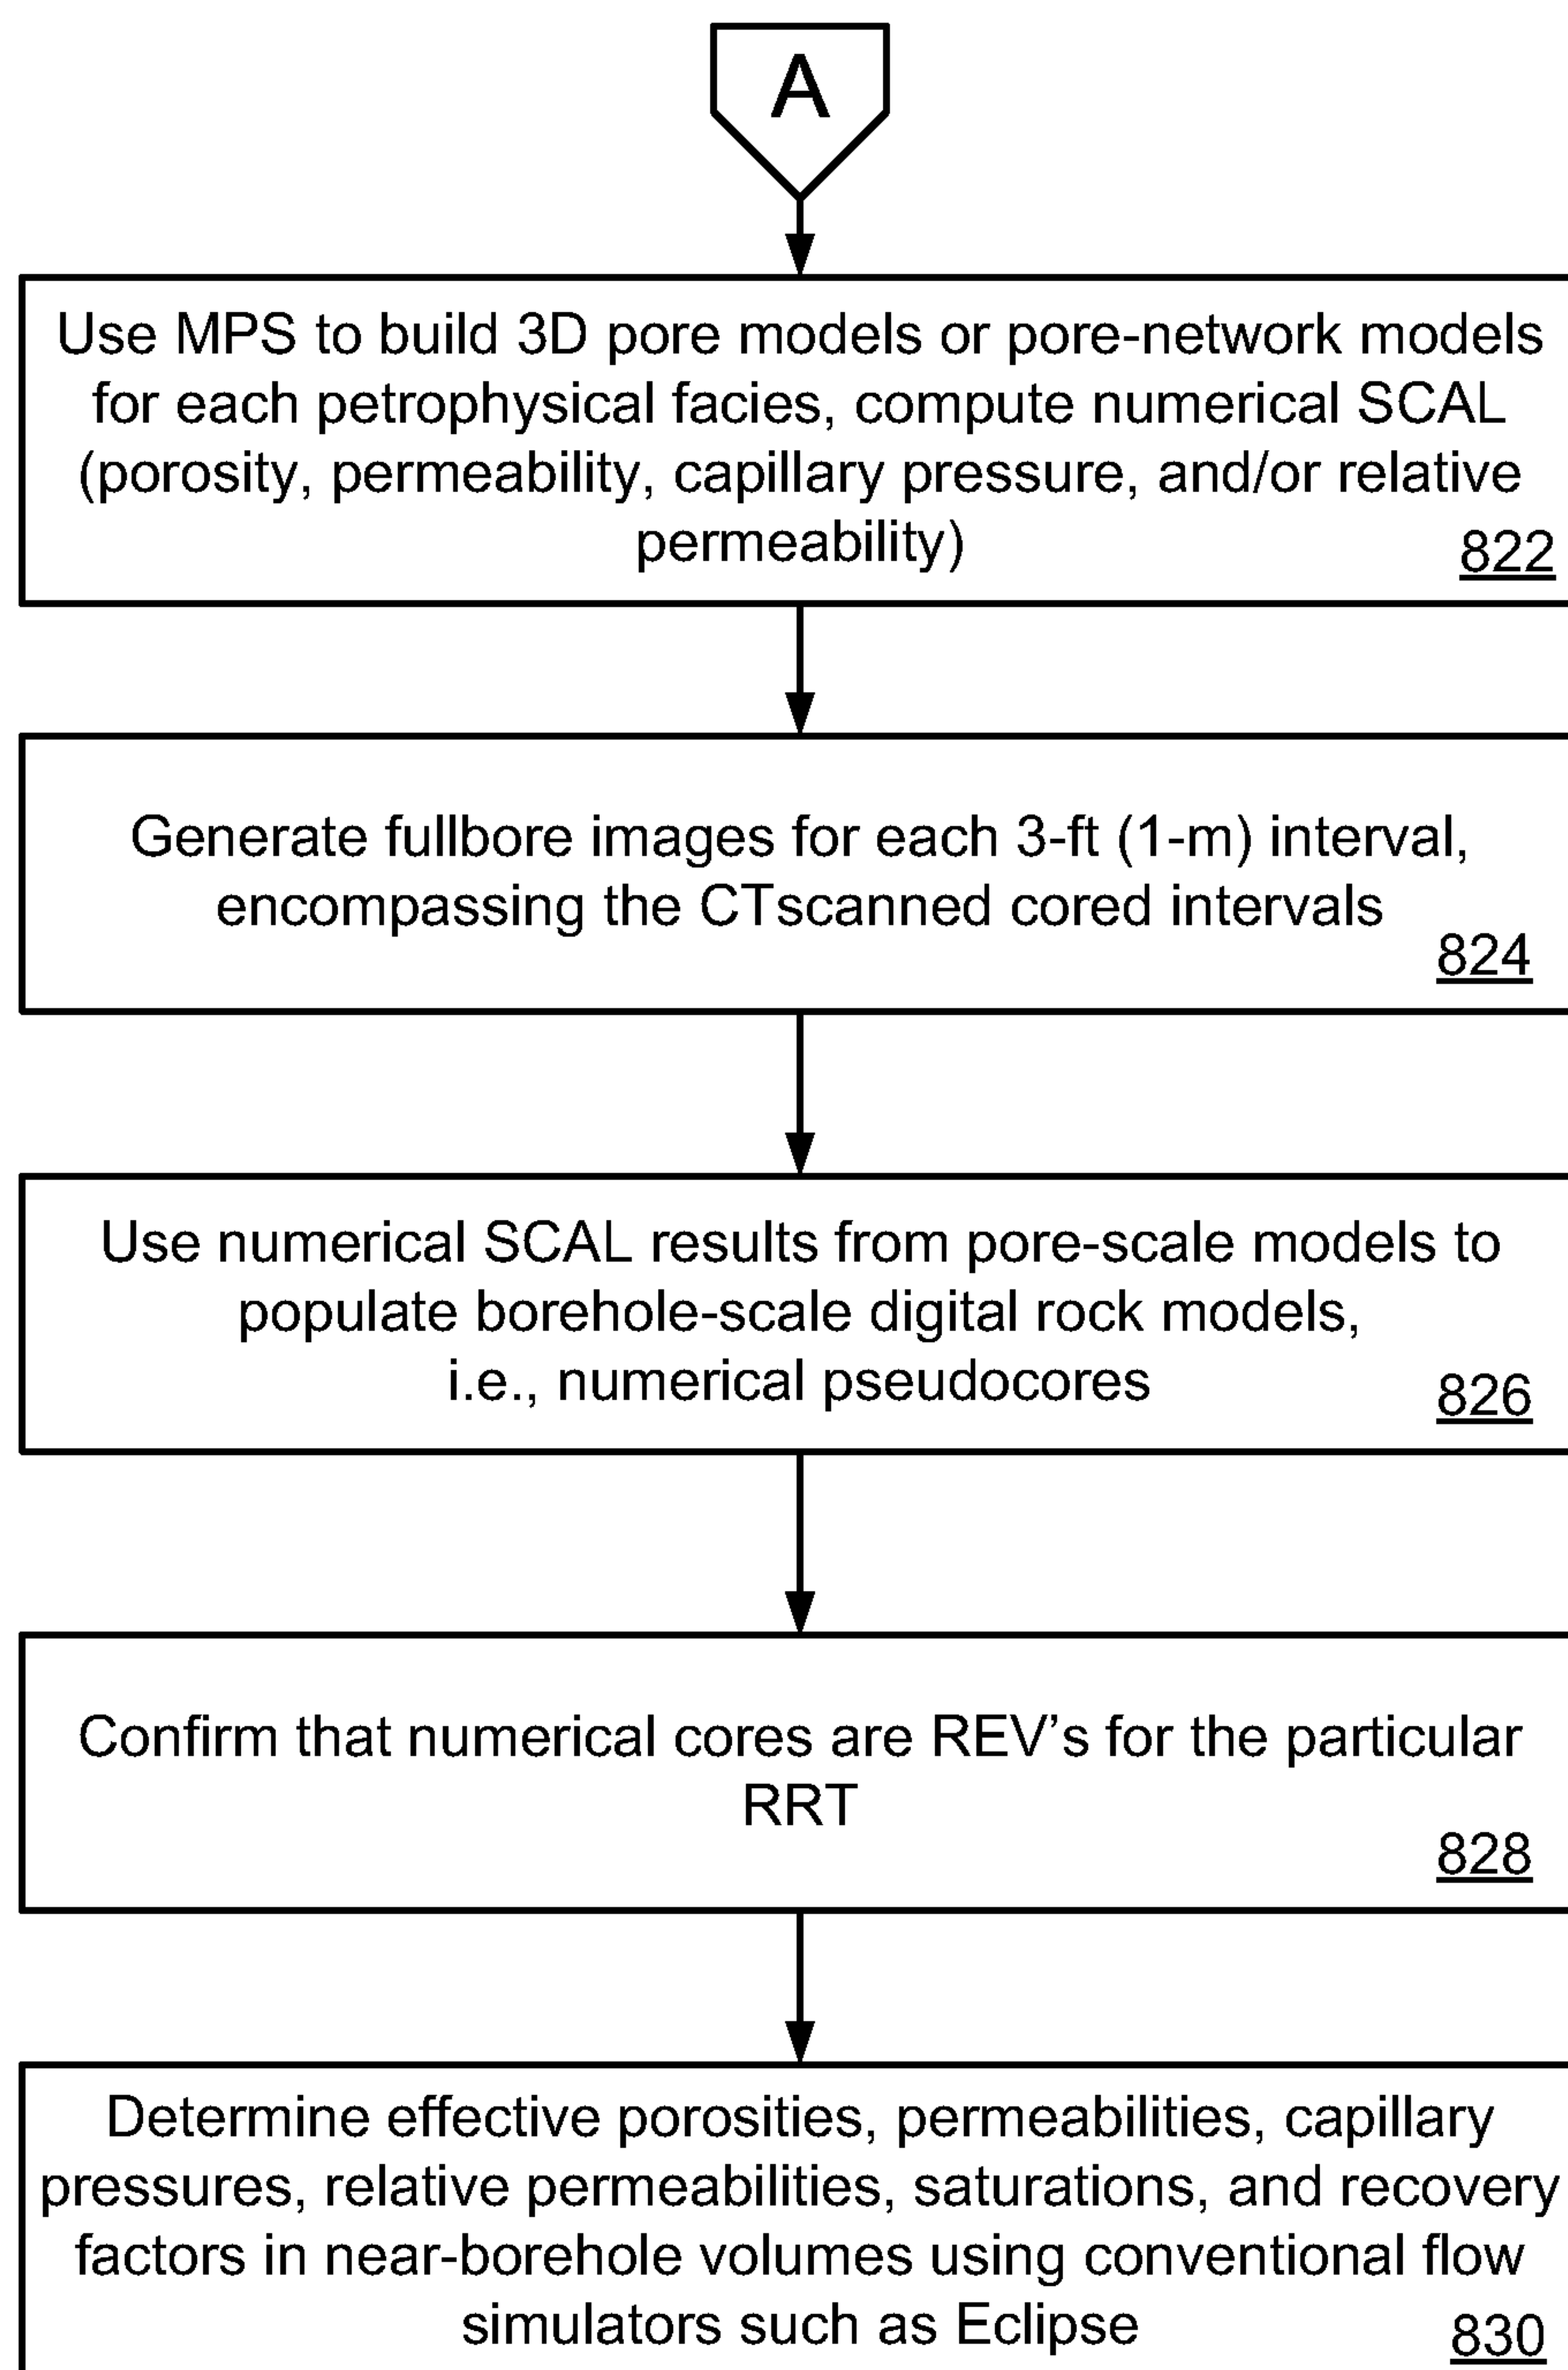 A
Use MPS to build 3D pore models or pore-network models
for each petrophysical facies, compute numerical SCAL
(porosity, permeability, capillary pressure, and/or relative
permeability)
822
Generate fullbore images for each 3-ft (1-m) interval,
encompassing the CTscanned cored intervals
824
Use numerical SCAL results from pore-scale models to
populate borehole-scale digital rock models,
i.e., numerical pseudocores
826
Confirm that numerical cores are REV’s for the particular
RRT
828
Determine effective porosities, permeabilities, capillary
pressures, relative permeabilities, saturations, and recovery
factors in near-borehole volumes using conventional flow
simulators such as Eclipse
830